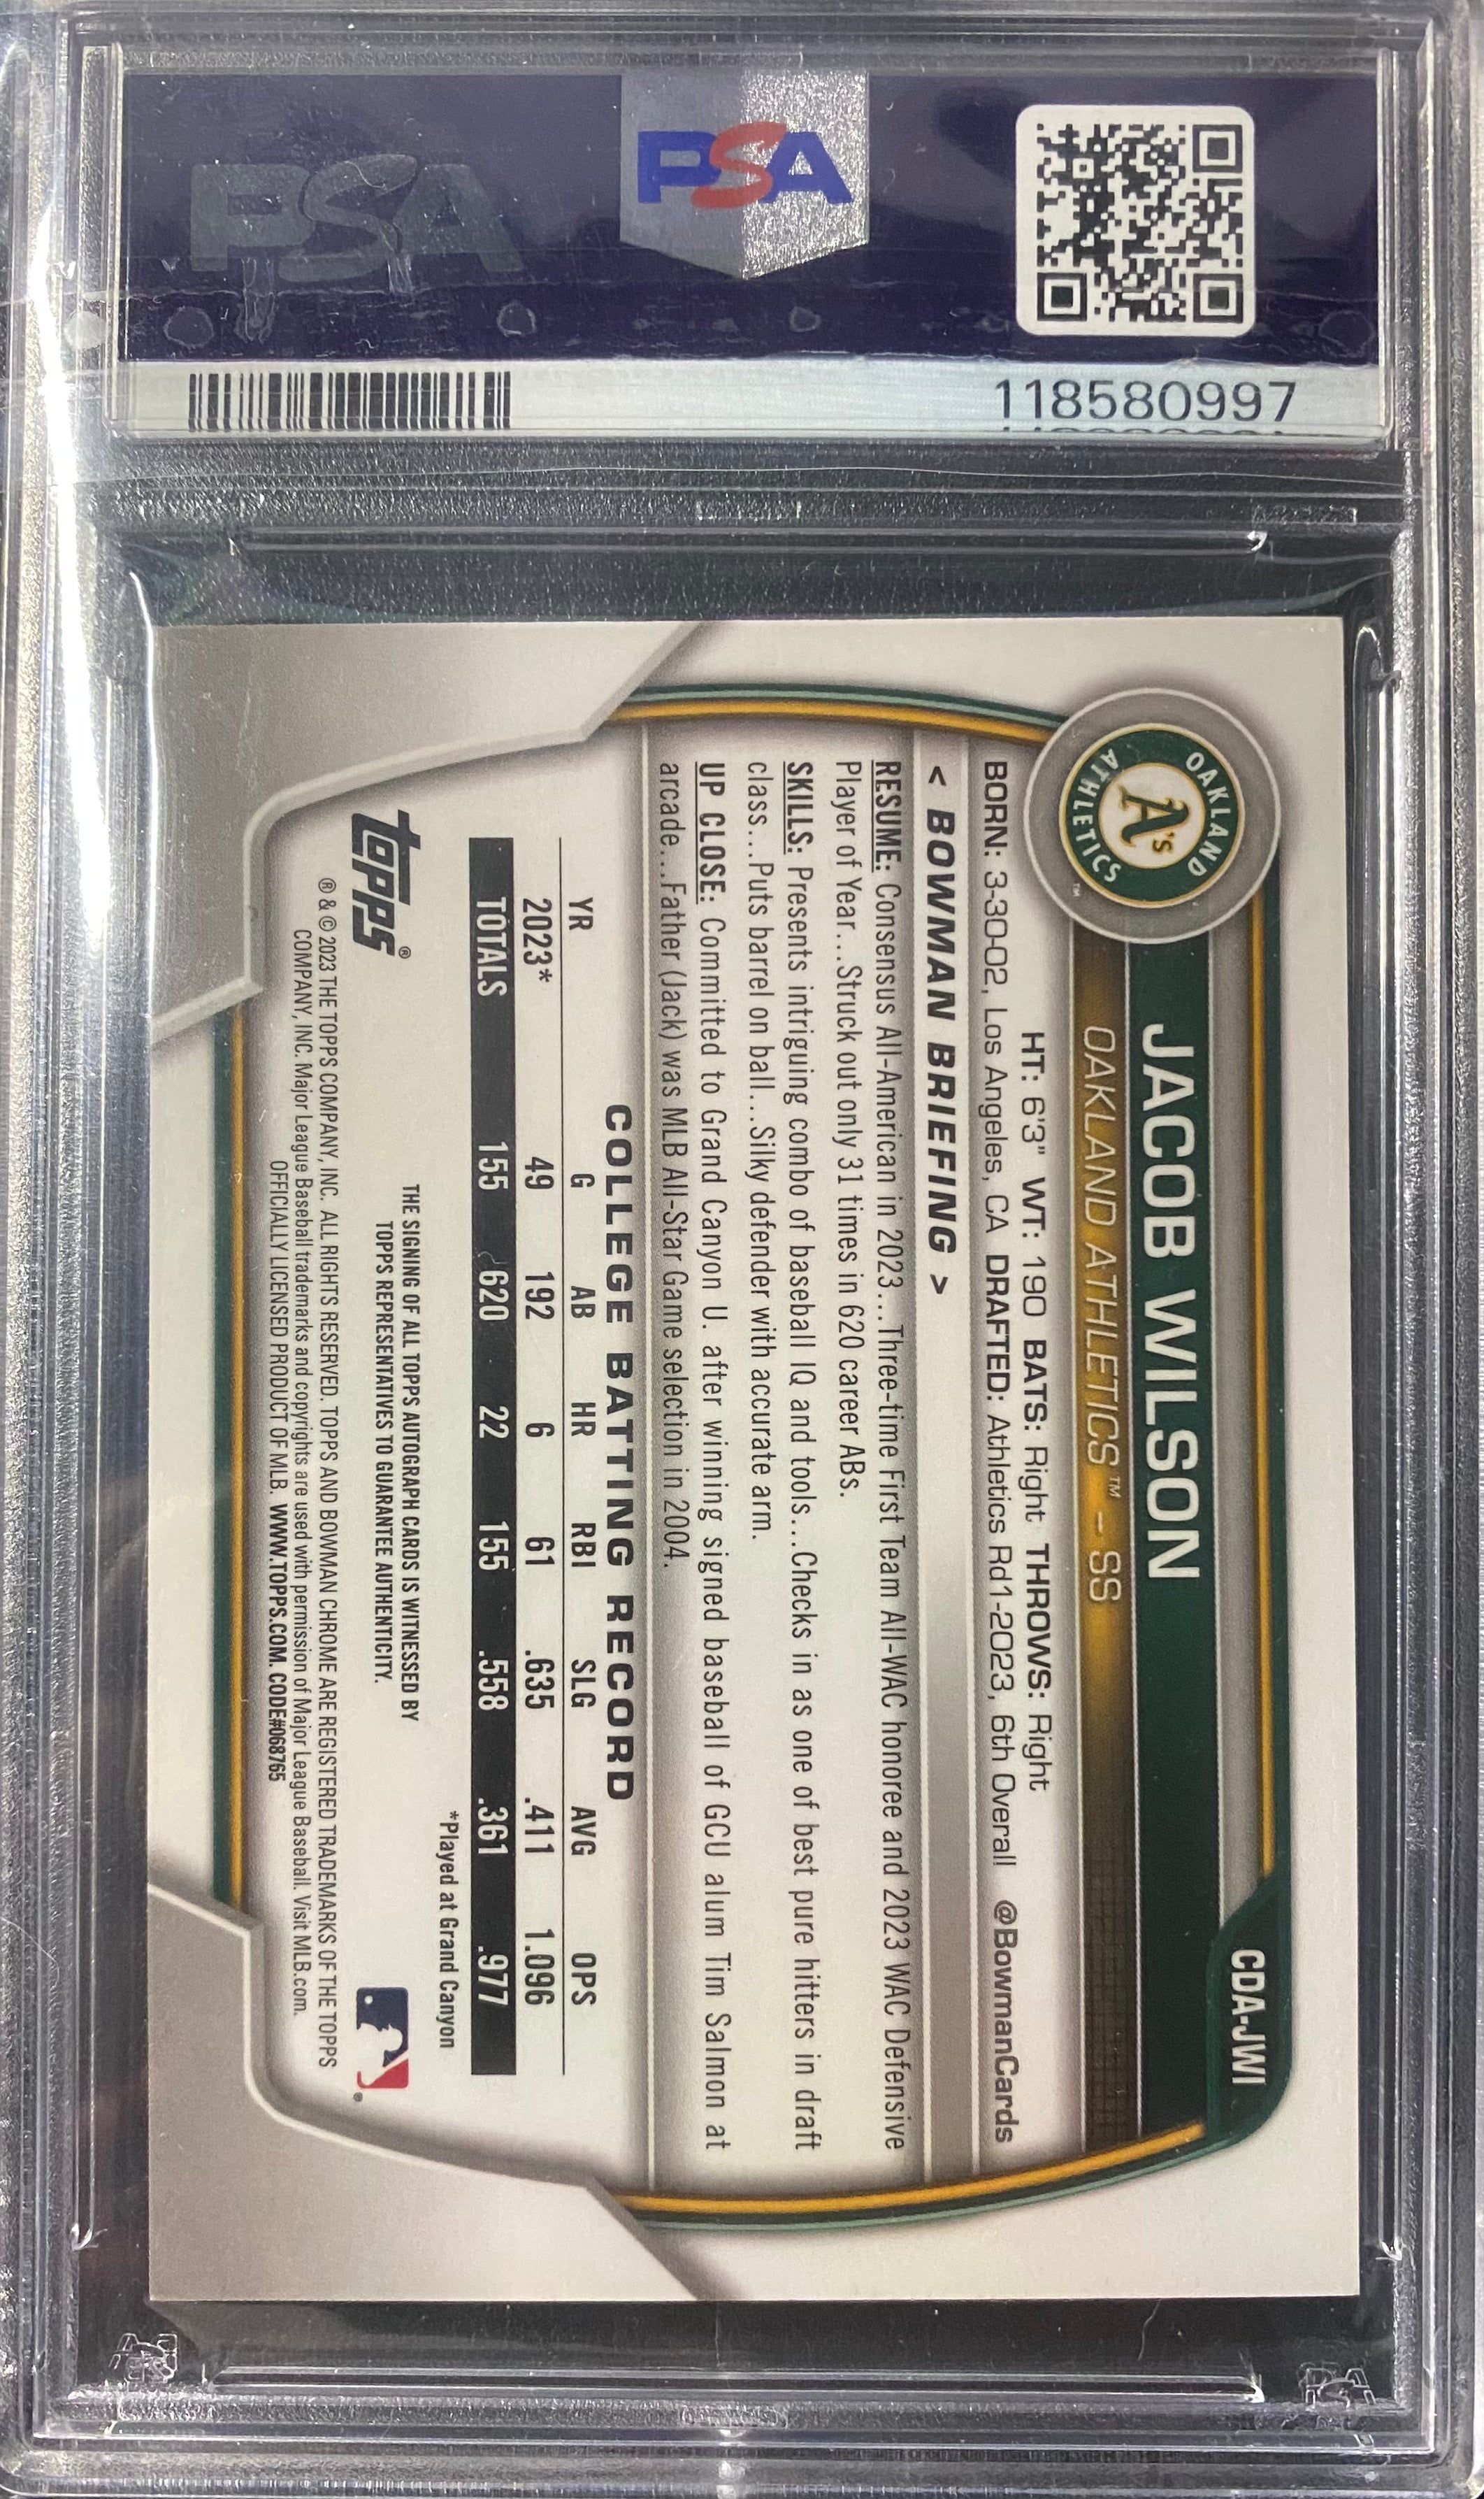 PSA
PSA
118580997
CDA-JWI
OAKLAND
ATHLETICS™
A's
JACOB WILSON
OAKLAND ATHLETICS™ – SS
HT: 6'3" WT: 190 BATS: Right THROWS: Right
BORN: 3-30-02, Los Angeles, CA DRAFTED: Athletics Rd1-2023, 6th Overall @BowmanCards
< BOWMAN BRIEFING >
RESUME: Consensus All-American in 2023...Three-time First Team All-WAC honoree and 2023 WAC Defensive
Player of Year...Struck out only 31 times in 620 career ABs.
SKILLS: Presents intriguing combo of baseball IQ and tools...Checks in as one of best pure hitters in draft
class...Puts barrel on ball...Silky defender with accurate arm.
UP CLOSE: Committed to Grand Canyon U. after winning signed baseball of GCU alum Tim Salmon at
arcade...Father (Jack) was MLB All-Star Game selection in 2004.
COLLEGE BATTING RECORD
YR G AB HR RBI SLG AVG OPS
2023* 49 192 6 61 .635 .411 1.096
TOTALS 155 620 22 155 .558 .361 .977
*Played at Grand Canyon
THE SIGNING OF ALL TOPPS AUTOGRAPH CARDS IS WITNESSED BY
TOPPS REPRESENTATIVES TO GUARANTEE AUTHENTICITY.
topps®
® & © 2023 THE TOPPS COMPANY, INC. ALL RIGHTS RESERVED. TOPPS AND BOWMAN CHROME ARE REGISTERED TRADEMARKS OF THE TOPPS
COMPANY, INC. Major League Baseball trademarks and copyrights are used with permission of Major League Baseball. Visit MLB.com.
OFFICIALLY LICENSED PRODUCT OF MLB. WWW.TOPPS.COM. CODE#068765